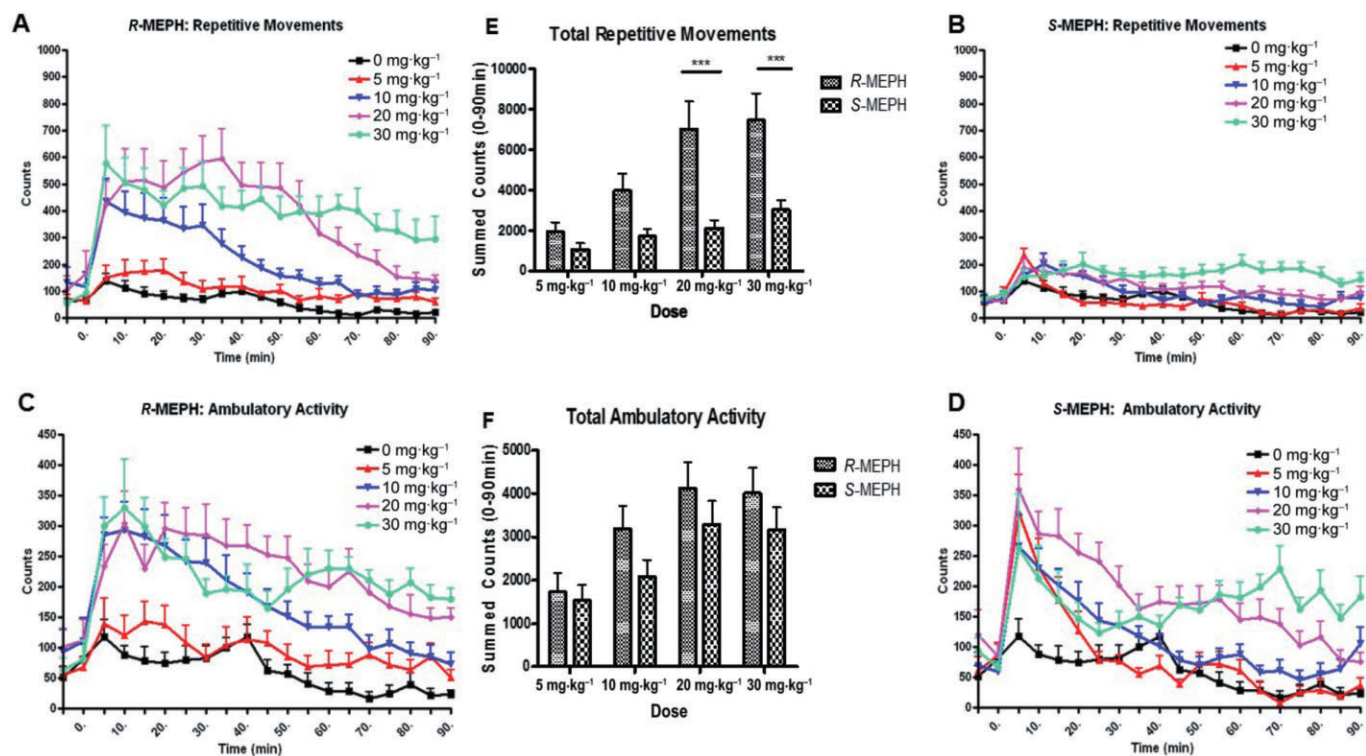 A
R-MEPH: Repetitive Movements
1000
900
800
700
600
500
400
300
200
100
0
Counts
0 mg·kg⁻¹
5 mg·kg⁻¹
10 mg·kg⁻¹
20 mg·kg⁻¹
30 mg·kg⁻¹
0. 10. 20. 30. 40. 50. 60. 70. 80. 90.
Time (min)
E
Total Repetitive Movements
10000
8000
6000
4000
2000
0
Summed Counts (0-90min)
*** ***
R-MEPH
S-MEPH
5 mg·kg⁻¹ 10 mg·kg⁻¹ 20 mg·kg⁻¹ 30 mg·kg⁻¹
Dose
B
S-MEPH: Repetitive Movements
1000
900
800
700
600
500
400
300
200
100
0
Counts
0 mg·kg⁻¹
5 mg·kg⁻¹
10 mg·kg⁻¹
20 mg·kg⁻¹
30 mg·kg⁻¹
0. 10. 20. 30. 40. 50. 60. 70. 80. 90.
Time (min)
C
R-MEPH: Ambulatory Activity
450
400
350
300
250
200
150
100
50
0
Counts
0 mg·kg⁻¹
5 mg·kg⁻¹
10 mg·kg⁻¹
20 mg·kg⁻¹
30 mg·kg⁻¹
0. 10. 20. 30. 40. 50. 60. 70. 80. 90.
Time (min)
F
Total Ambulatory Activity
5000
4000
3000
2000
1000
0
Summed Counts (0-90min)
R-MEPH
S-MEPH
5 mg·kg⁻¹ 10 mg·kg⁻¹ 20 mg·kg⁻¹ 30 mg·kg⁻¹
Dose
D
S-MEPH: Ambulatory Activity
450
400
350
300
250
200
150
100
50
0
Counts
0 mg·kg⁻¹
5 mg·kg⁻¹
10 mg·kg⁻¹
20 mg·kg⁻¹
30 mg·kg⁻¹
0. 10. 20. 30. 40. 50. 60. 70. 80. 90.
Time (min)